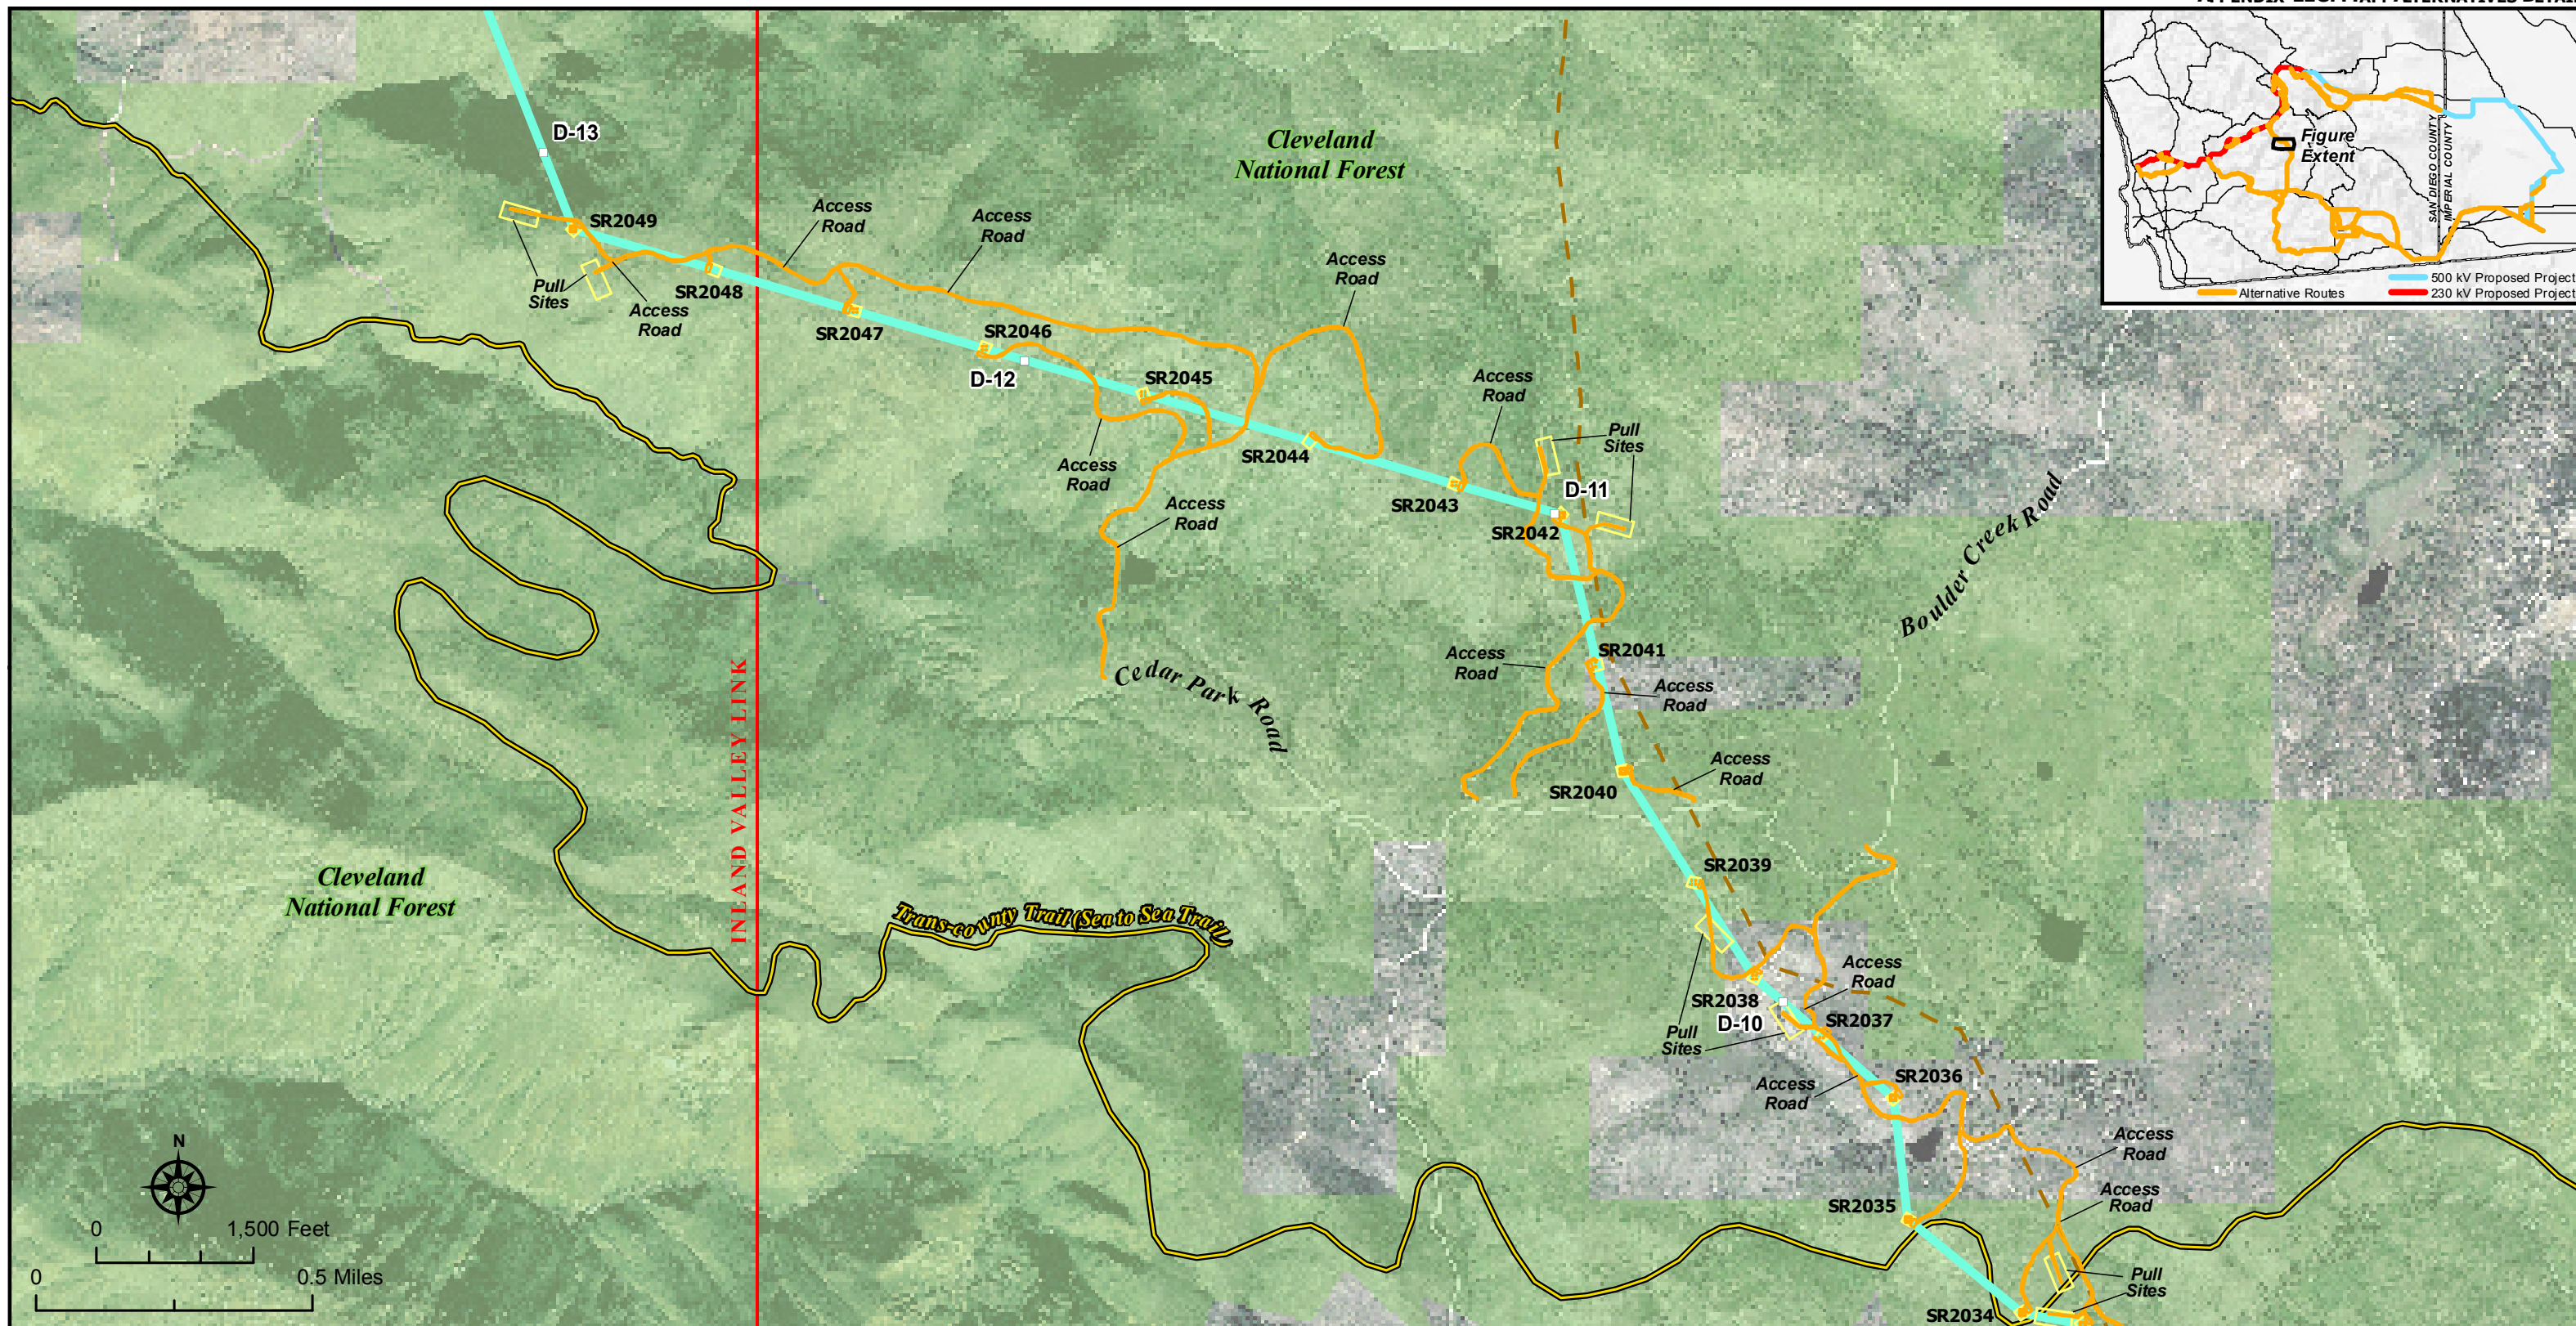 D-13
Cleveland
National Forest
Figure
Extent
SAN DIEGO COUNTY
IMPERIAL COUNTY
500 kV Proposed Project
Alternative Routes
230 kV Proposed Project
SR2049
Access
Road
Access
Road
Access
Road
Pull
Sites
SR2048
Access
Road
SR2047
SR2046
D-12
SR2045
Access
Road
Pull
Sites
SR2044
Access
Road
SR2043
D-11
SR2042
Access
Road
Boulder Creek Road
SR2041
Access
Road
Cedar Park Road
Access
Road
SR2040
Access
Road
INLAND VALLEY LINK
SR2039
Cleveland
National Forest
Trans-county Trail (Sea to Sea Trail)
Access
Road
SR2038
D-10
SR2037
Pull
Sites
SR2036
Access
Road
Access
Road
Access
Road
SR2035
Pull
Sites
SR2034
N
0 1,500 Feet
0 0.5 Miles